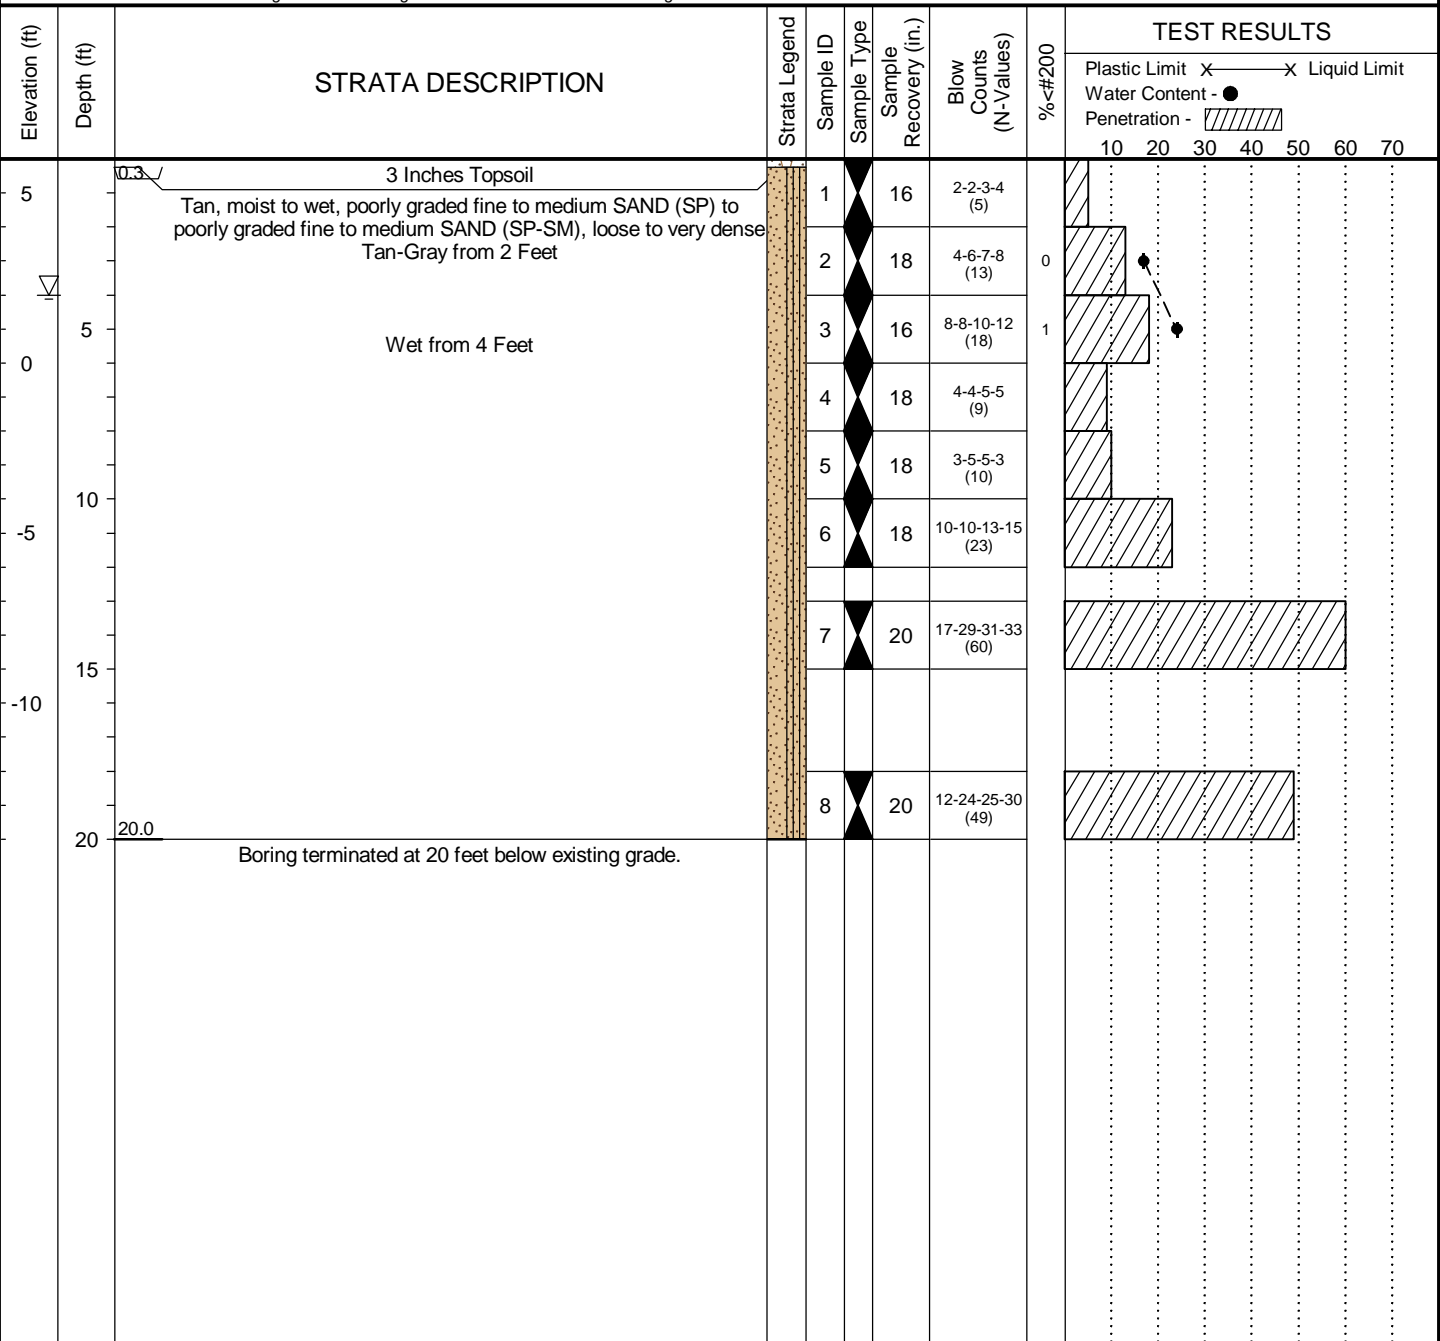 Elevation (ft)
Depth (ft)
STRATA DESCRIPTION
Strata Legend
Sample ID
Sample Type
Sample
Recovery (in.)
Blow
Counts
(N-Values)
%<#200
TEST RESULTS
Plastic Limit X X Liquid Limit
Water Content -
Penetration -
10 20 30 40 50 60 70
0.3
3 Inches Topsoil
5
1
16
2-2-3-4
(5)
Tan, moist to wet, poorly graded fine to medium SAND (SP) to
poorly graded fine to medium SAND (SP-SM), loose to very dense
Tan-Gray from 2 Feet
2
18
4-6-7-8
(13)
0
5
3
16
8-8-10-12
(18)
1
Wet from 4 Feet
0
4
18
4-4-5-5
(9)
5
18
3-5-5-3
(10)
10
-5
6
18
10-10-13-15
(23)
7
20
17-29-31-33
(60)
15
-10
8
20
12-24-25-30
(49)
20.0
20
Boring terminated at 20 feet below existing grade.